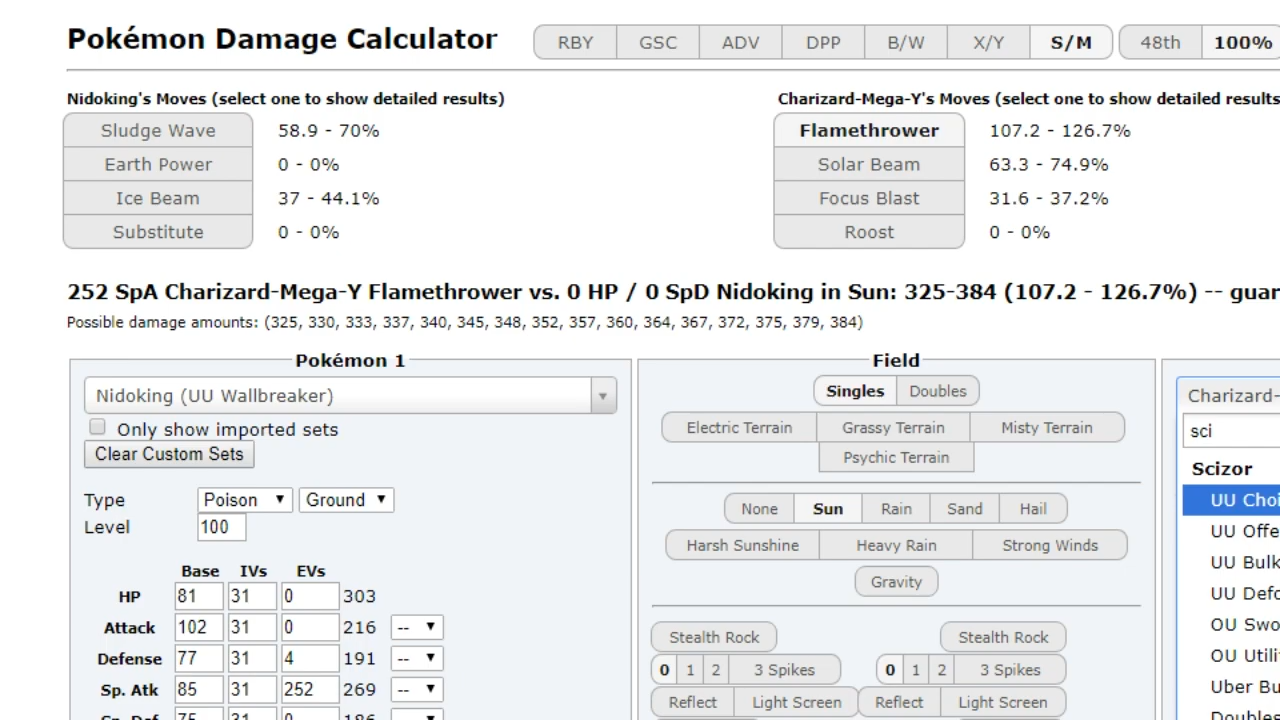 Pokémon Damage Calculator RBY GSC ADV DPP B/W X/Y S/M 48th 100%
Nidoking's Moves (select one to show detailed results) Charizard-Mega-Y's Moves (select one to show detailed results
Sludge Wave 58.9 - 70% Flamethrower 107.2 - 126.7%
Earth Power 0 - 0% Solar Beam 63.3 - 74.9%
Ice Beam 37 - 44.1% Focus Blast 31.6 - 37.2%
Substitute 0 - 0% Roost 0 - 0%
252 SpA Charizard-Mega-Y Flamethrower vs. 0 HP / 0 SpD Nidoking in Sun: 325-384 (107.2 - 126.7%) -- guar
Possible damage amounts: (325, 330, 333, 337, 340, 345, 348, 352, 357, 360, 364, 367, 372, 375, 379, 384)
Pokémon 1
Nidoking (UU Wallbreaker)
Only show imported sets
Clear Custom Sets
Type Poison Ground
Level 100
Base IVs EVs
HP 81 31 0 303
Attack 102 31 0 216 --
Defense 77 31 4 191 --
Sp. Atk 85 31 252 269 --
Field
Singles Doubles
Electric Terrain Grassy Terrain Misty Terrain
Psychic Terrain
None Sun Rain Sand Hail
Harsh Sunshine Heavy Rain Strong Winds
Gravity
Stealth Rock Stealth Rock
0 1 2 3 Spikes 0 1 2 3 Spikes
Reflect Light Screen Reflect Light Screen
Charizard-
sci
Scizor
UU Choi
UU Offe
UU Bulk
UU Defo
OU Swo
OU Utili
Uber Bu